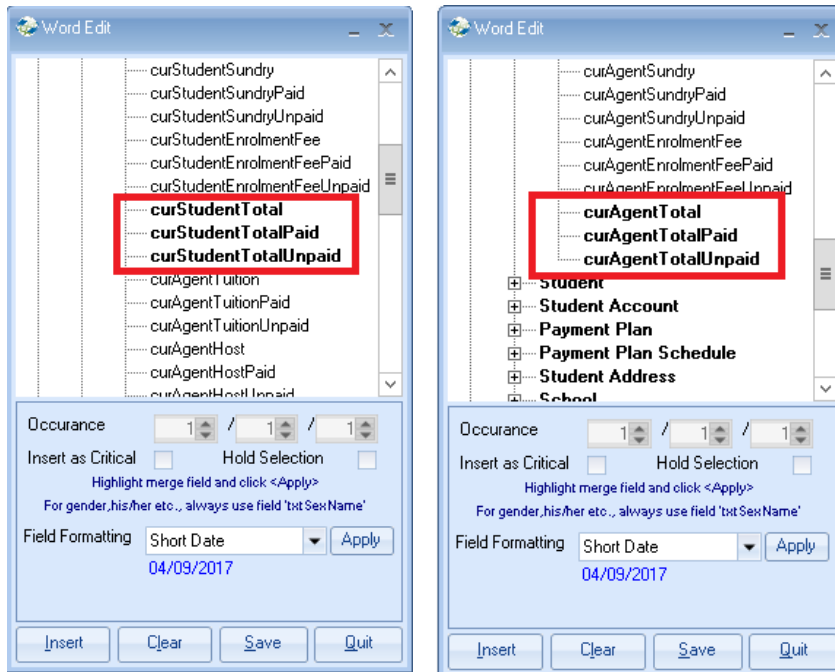 Word Edit
curStudentSundry
curStudentSundryPaid
curStudentSundryUnpaid
curStudentEnrolmentFee
curStudentEnrolmentFeePaid
curStudentEnrolmentFeeUnpaid
curStudentTotal
curStudentTotalPaid
curStudentTotalUnpaid
curAgentTuition
curAgentTuitionPaid
curAgentTuitionUnpaid
curAgentHost
curAgentHostPaid
curAgentHostUnpaid
Occurance 1 / 1 / 1
Insert as Critical Hold Selection
Highlight merge field and click <Apply>
For gender,his/her etc., always use field 'txtSexName'
Field Formatting Short Date Apply
04/09/2017
Insert Clear Save Quit
Word Edit
curAgentSundry
curAgentSundryPaid
curAgentSundryUnpaid
curAgentEnrolmentFee
curAgentEnrolmentFeePaid
curAgentEnrolmentFeeUnpaid
curAgentTotal
curAgentTotalPaid
curAgentTotalUnpaid
Student
Student Account
Payment Plan
Payment Plan Schedule
Student Address
School
Occurance 1 / 1 / 1
Insert as Critical Hold Selection
Highlight merge field and click <Apply>
For gender,his/her etc., always use field 'txtSexName'
Field Formatting Short Date Apply
04/09/2017
Insert Clear Save Quit